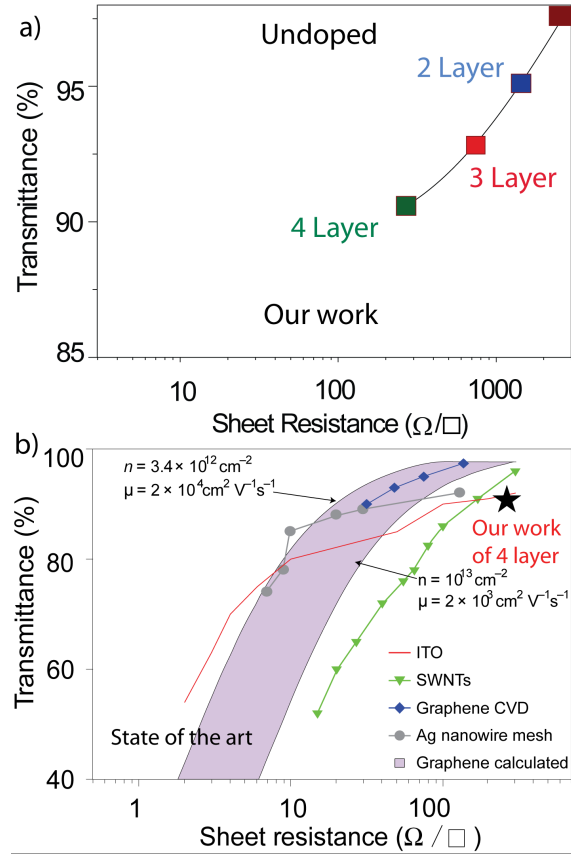 a)
Undoped
2 Layer
3 Layer
4 Layer
Our work
95
90
85
Transmittance (%)
10 100 1000
Sheet Resistance (Ω/□)
b)
100
80
60
40
Transmittance (%)
n = 3.4 × 10¹² cm⁻²
μ = 2 × 10⁴cm² V⁻¹s⁻¹
Our work
of 4 layer
n = 10¹³ cm⁻²
μ = 2 × 10³ cm² V⁻¹s⁻¹
ITO
SWNTs
Graphene CVD
Ag nanowire mesh
Graphene calculated
State of the art
1 10 100
Sheet resistance (Ω / □ )